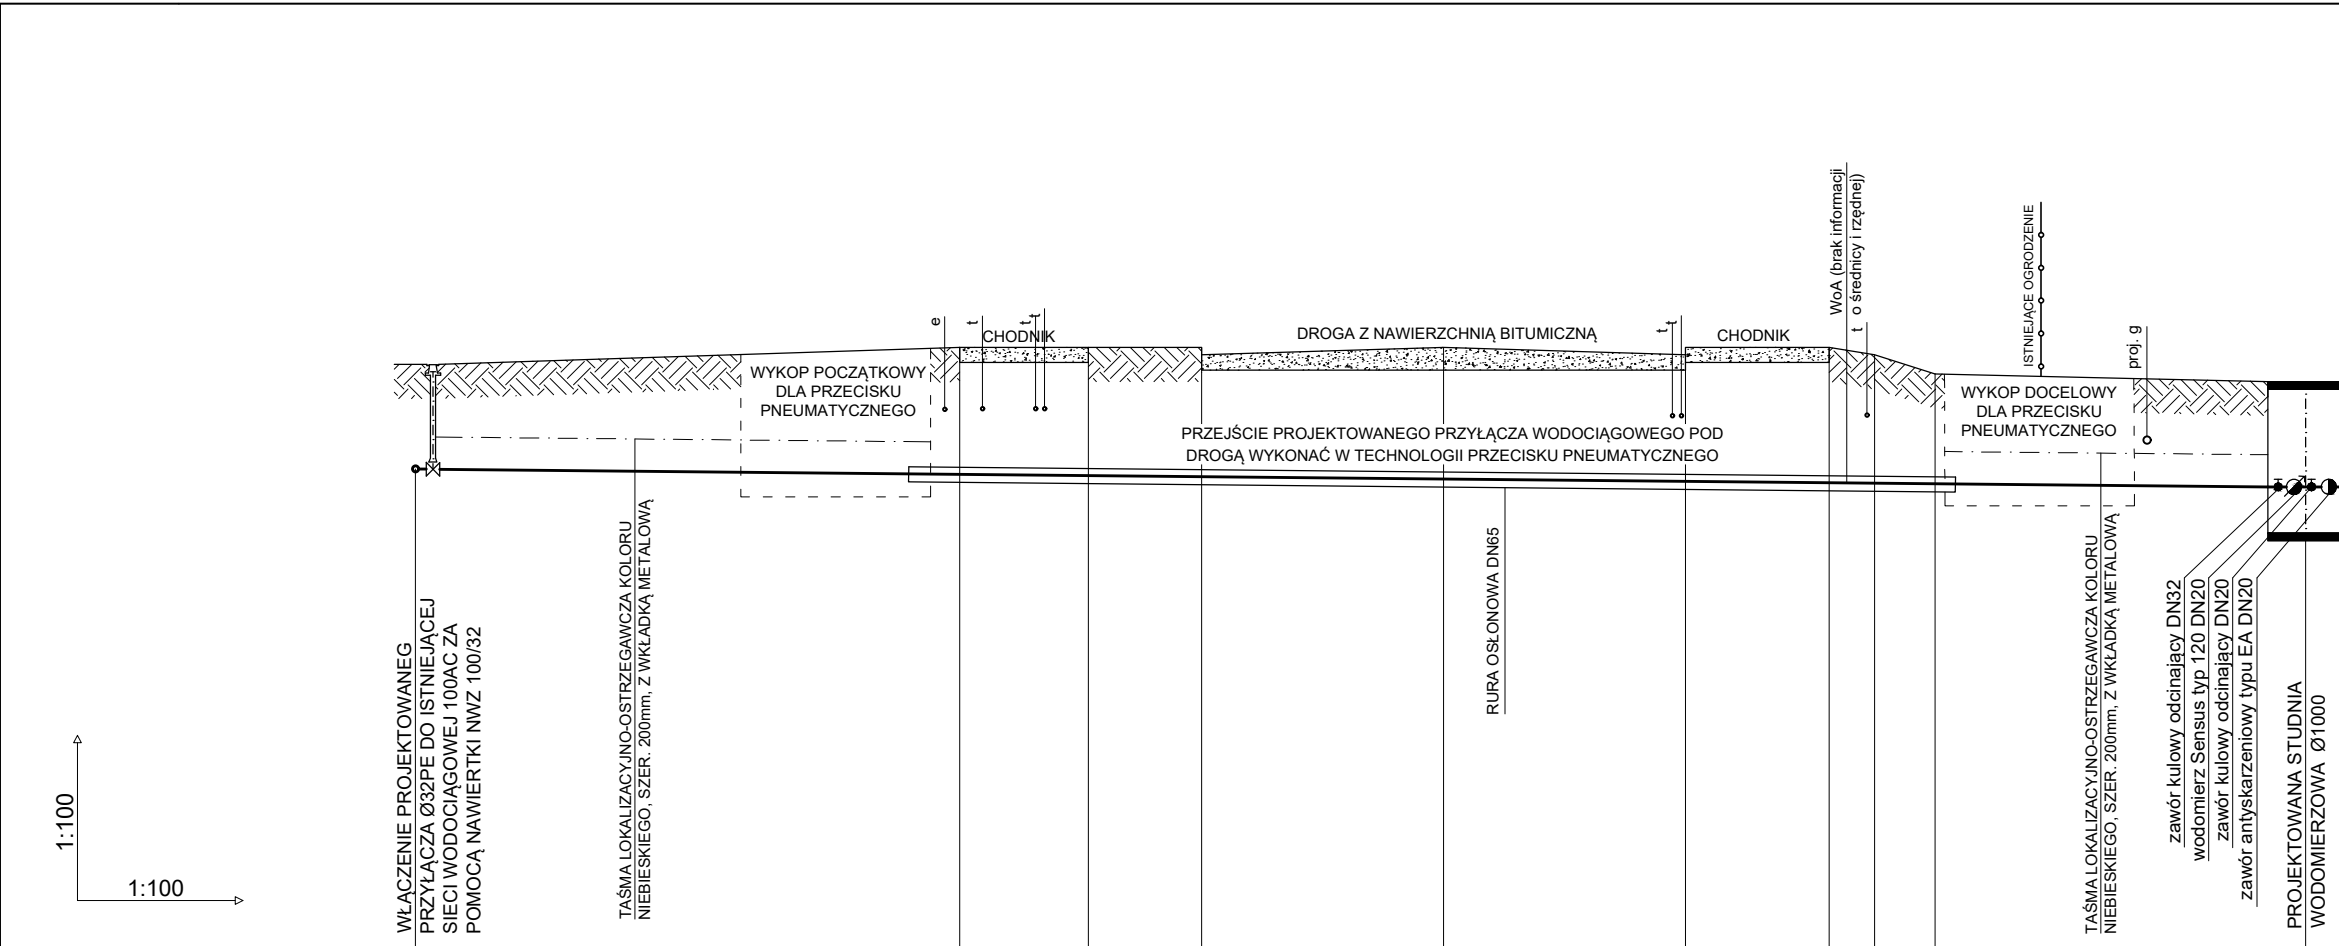 WoA (brak informacji
t o średnicy i rzędnej)
ISTNIEJĄCE OGRODZENIE
proj. g
e
t
t
t
CHODNIK
DROGA Z NAWIERZCHNIĄ BITUMICZNĄ
t
t
CHODNIK
WYKOP POCZĄTKOWY
DLA PRZECISKU
PNEUMATYCZNEGO
WYKOP DOCELOWY
DLA PRZECISKU
PNEUMATYCZNEGO
PRZEJŚCIE PROJEKTOWANEGO PRZYŁĄCZA WODOCIĄGOWEGO POD
DROGĄ WYKONAĆ W TECHNOLOGII PRZECISKU PNEUMATYCZNEGO
WŁĄCZENIE PROJEKTOWANEG
PRZYŁĄCZA Ø32PE DO ISTNIEJĄCEJ
SIECI WODOCIĄGOWEJ 100AC ZA
POMOCĄ NAWIERTKI NWZ 100/32
TAŚMA LOKALIZACYJNO-OSTRZEGAWCZA KOLORU
NIEBIESKIEGO, SZER. 200mm, Z WKŁADKĄ METALOWĄ
RURA OSŁONOWA DN65
TAŚMA LOKALIZACYJNO-OSTRZEGAWCZA KOLORU
NIEBIESKIEGO, SZER. 200mm, Z WKŁADKĄ METALOWĄ
zawór kulowy odcinający DN32
wodomierz Sensus typ 120 DN20
zawór kulowy odcinający DN20
zawór antyskarzeniowy typu EA DN20
PROJEKTOWANA STUDNIA
WODOMIERZOWA Ø1000
1:100
1:100